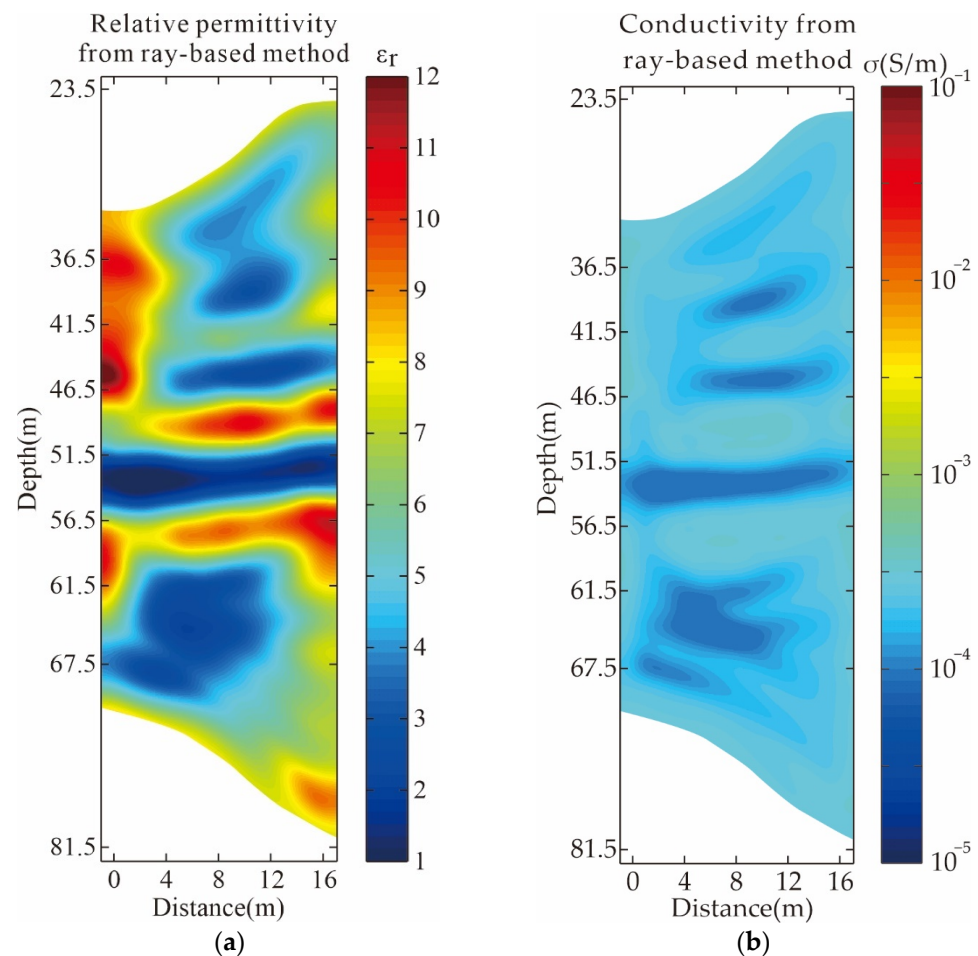 Relative permittivity
from ray-based method
εr
12
11
10
9
8
7
6
5
4
3
2
1
23.5
36.5
41.5
46.5
51.5
56.5
61.5
67.5
81.5
Depth(m)
0 4 8 12 16
Distance(m)
(a)
Conductivity from
ray-based method
σ(S/m)
10⁻¹
10⁻²
10⁻³
10⁻⁴
10⁻⁵
23.5
36.5
41.5
46.5
51.5
56.5
61.5
67.5
81.5
Depth(m)
0 4 8 12 16
Distance(m)
(b)